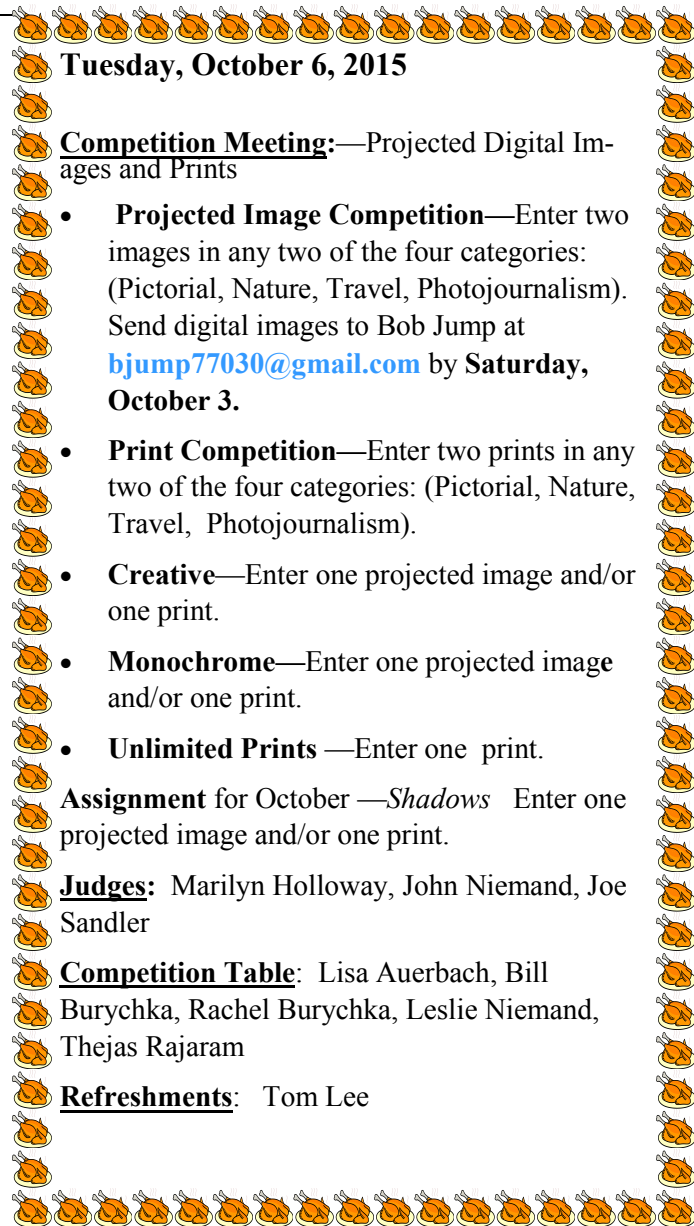 Tuesday, October 6, 2015
Competition Meeting:—Projected Digital Im-
ages and Prints
• Projected Image Competition—Enter two
images in any two of the four categories:
(Pictorial, Nature, Travel, Photojournalism).
Send digital images to Bob Jump at
bjump77030@gmail.com by Saturday,
October 3.
• Print Competition—Enter two prints in any
two of the four categories: (Pictorial, Nature,
Travel, Photojournalism).
• Creative—Enter one projected image and/or
one print.
• Monochrome—Enter one projected image
and/or one print.
• Unlimited Prints —Enter one print.
Assignment for October —Shadows Enter one
projected image and/or one print.
Judges: Marilyn Holloway, John Niemand, Joe
Sandler
Competition Table: Lisa Auerbach, Bill
Burychka, Rachel Burychka, Leslie Niemand,
Thejas Rajaram
Refreshments: Tom Lee